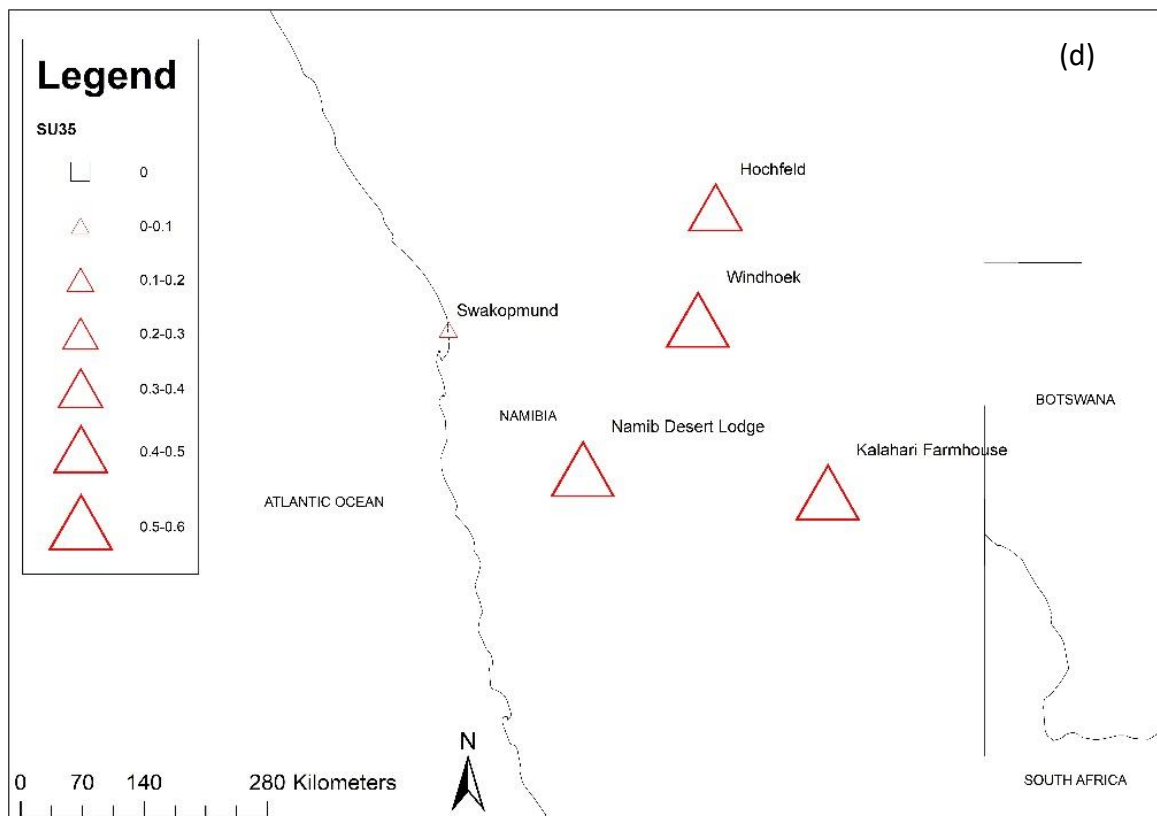 (d)
Legend
SU35
0
0-0.1
0.1-0.2
0.2-0.3
0.3-0.4
0.4-0.5
0.5-0.6
Hochfeld
Windhoek
Swakopmund
NAMIBIA
Namib Desert Lodge
BOTSWANA
Kalahari Farmhouse
ATLANTIC OCEAN
N
0 70 140 280 Kilometers
SOUTH AFRICA